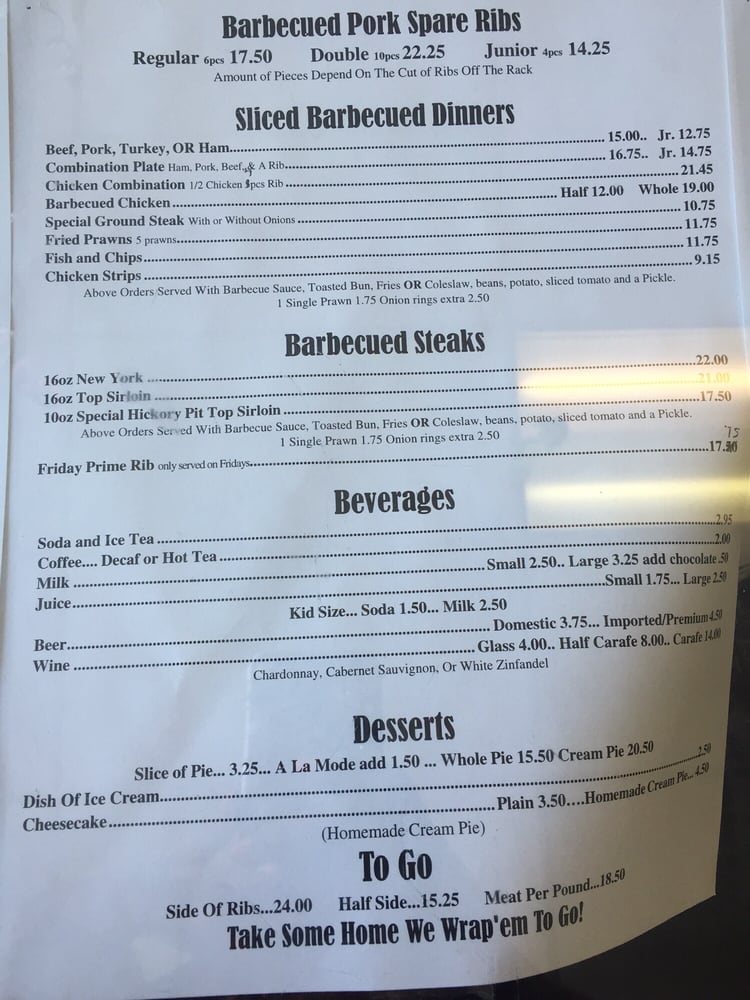 Barbecued Pork Spare Ribs
Regular 6pcs 17.50 Double 10pcs 22.25 Junior 4pcs 14.25
Amount of Pieces Depend On The Cut of Ribs Off The Rack
Sliced Barbecued Dinners
Beef, Pork, Turkey, OR Ham 15.00.. Jr. 12.75
Combination Plate Ham, Pork, Beef, & A Rib 16.75.. Jr. 14.75
Chicken Combination 1/2 Chicken 3pcs Rib 21.45
Barbecued Chicken Half 12.00 Whole 19.00
Special Ground Steak With or Without Onions 10.75
Fried Prawns 5 prawns 11.75
Fish and Chips 11.75
Chicken Strips 9.15
Above Orders Served With Barbecue Sauce, Toasted Bun, Fries OR Coleslaw, beans, potato, sliced tomato and a Pickle.
1 Single Prawn 1.75 Onion rings extra 2.50
Barbecued Steaks
16oz New York 22.00
16oz Top Sirloin 21.00
10oz Special Hickory Pit Top Sirloin 17.50
Above Orders Served With Barbecue Sauce, Toasted Bun, Fries OR Coleslaw, beans, potato, sliced tomato and a Pickle.
1 Single Prawn 1.75 Onion rings extra 2.50
Friday Prime Rib only served on Fridays 17.75
Beverages
Soda and Ice Tea 2.95
Coffee.... Decaf or Hot Tea 2.00
Milk Small 2.50.. Large 3.25 add chocolate .50
Juice Small 1.75... Large 2.50
Kid Size... Soda 1.50... Milk 2.50
Beer Domestic 3.75... Imported/Premium 4.50
Wine Glass 4.00.. Half Carafe 8.00.. Carafe 14.00
Chardonnay, Cabernet Sauvignon, Or White Zinfandel
Desserts
Slice of Pie... 3.25... A La Mode add 1.50 ... Whole Pie 15.50 Cream Pie 20.50
Dish Of Ice Cream 2.50
Cheesecake Plain 3.50....Homemade Cream Pie... 4.50
(Homemade Cream Pie)
To Go
Side Of Ribs...24.00 Half Side...15.25 Meat Per Pound...18.50
Take Some Home We Wrap'em To Go!